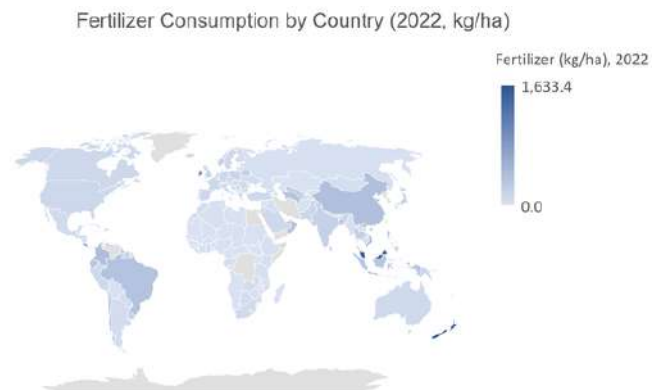 Fertilizer Consumption by Country (2022, kg/ha)
Fertilizer (kg/ha), 2022
1,633.4
0.0